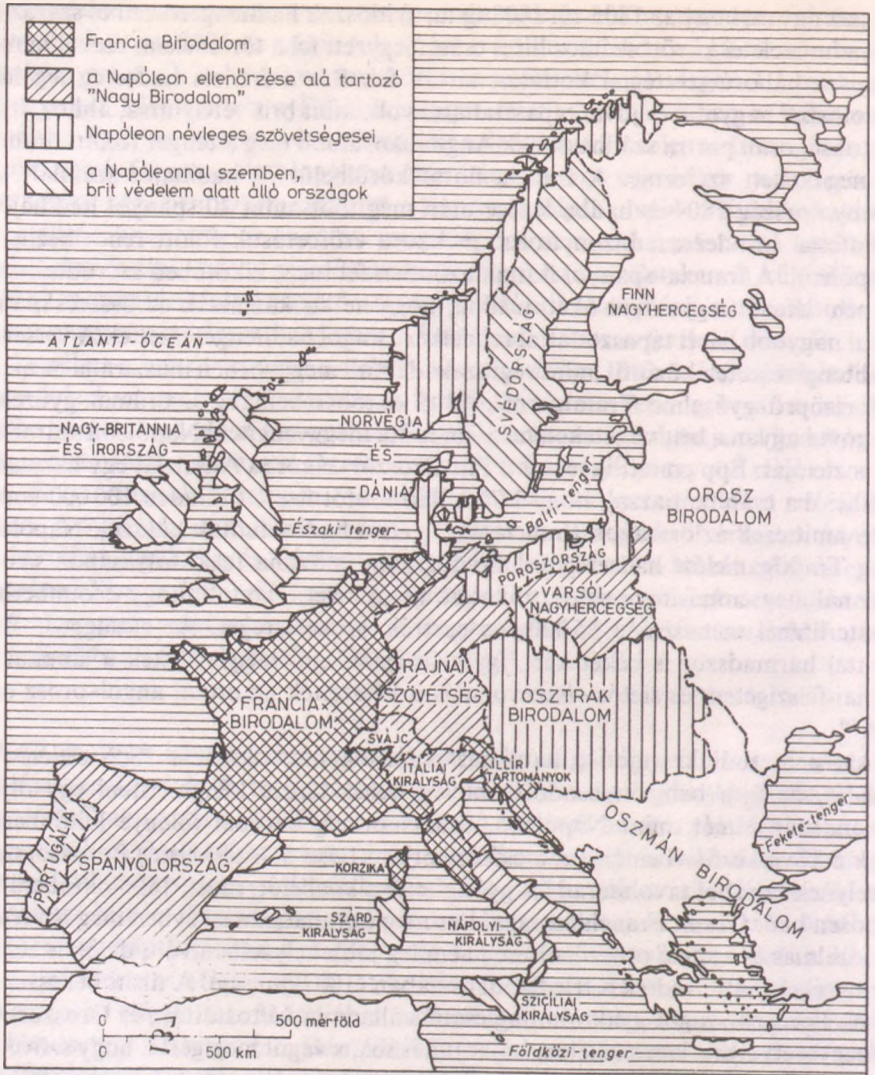 Francia Birodalom
a Napóleon ellenőrzése alá tartozó
"Nagy Birodalom"
Napóleon névleges szövetségesei
a Napóleonnal szemben,
brit védelem alatt álló országok
ATLANTI-ÓCEÁN
FINN
NAGYHERCEGSÉG
SVÉDORSZÁG
NAGY-BRITANNIA
ÉS ÍRORSZÁG
NORVÉGIA
ÉS
DÁNIA
Északi-tenger
Balti-tenger
OROSZ
BIRODALOM
POROSZORSZÁG
VARSÓI
NAGYHERCEGSÉG
RAJNAI
SZÖVETSÉG
FRANCIA
BIRODALOM
OSZTRÁK
BIRODALOM
SVÁJC
ITÁLIAI
KIRÁLYSÁG
ILLÍR
TARTOMÁNYOK
OSZMÁN BIRODALOM
Fekete-tenger
PORTUGÁLIA
SPANYOLORSZÁG
KORZIKA
SZÁRD
KIRÁLYSÁG
NÁPOLYI
KIRÁLYSÁG
SZICÍLIAI
KIRÁLYSÁG
Földközi-tenger
0 500 mérföld
0 500 km